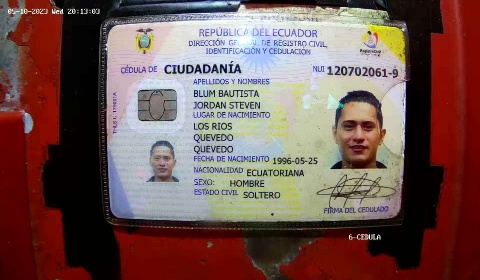 05-10-2023 Wed 20:13:03
REPÚBLICA DEL ECUADOR
DIRECCIÓN GENERAL DE REGISTRO CIVIL,
IDENTIFICACIÓN Y CEDULACIÓN
CÉDULA DE CIUDADANÍA NUI 120702061-9
APELLIDOS Y NOMBRES
BLUM BAUTISTA
JORDAN STEVEN
LUGAR DE NACIMIENTO
LOS RIOS
QUEVEDO
QUEVEDO
FECHA DE NACIMIENTO 1996-05-25
NACIONALIDAD ECUATORIANA
SEXO: HOMBRE
ESTADO CIVIL SOLTERO
FIRMA DEL CEDULADO
6-CEDULA